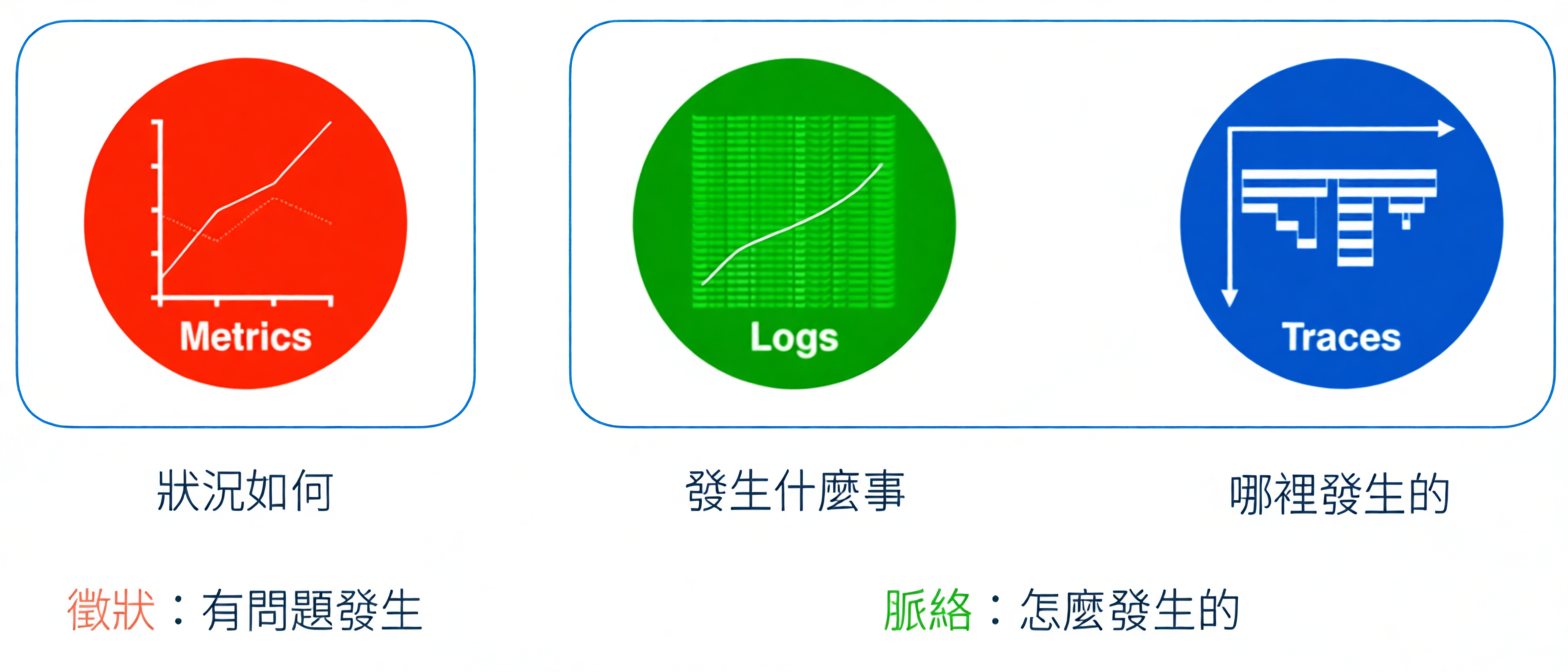 Metrics
Logs
Traces
狀況如何
發生什麼事
哪裡發生的
徵狀：有問題發生
脈絡：怎麼發生的